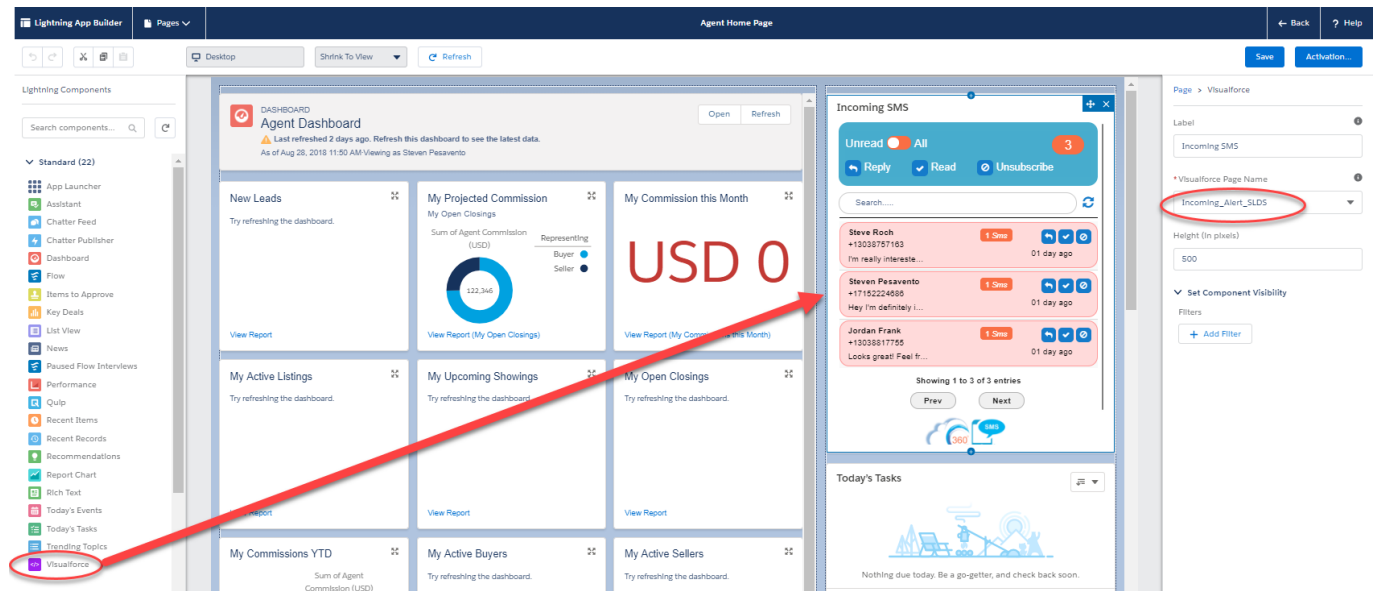 Lightning App Builder
Pages
Agent Home Page
Back
? Help
Desktop
Shrink To View
Refresh
Save
Activation...
Lightning Components
Search components...
Standard (22)
App Launcher
Assistant
Chatter Feed
Chatter Publisher
Dashboard
Flow
Items to Approve
Key Deals
List View
News
Paused Flow Interviews
Performance
Quip
Recent Items
Recent Records
Recommendations
Report Chart
Rich Text
Today's Events
Today's Tasks
Trending Topics
Visualforce
DASHBOARD
Agent Dashboard
Last refreshed 2 days ago. Refresh this dashboard to see the latest data.
As of Aug 28, 2018 11:50 AM·Viewing as Steven Pesavento
Open
Refresh
New Leads
Try refreshing the dashboard.
View Report
My Projected Commission
My Open Closings
Sum of Agent Commission
(USD)
Representing
Buyer
Seller
122,346
View Report (My Open Closings)
My Commission this Month
USD 0
View Report (My Commissions this Month)
My Active Listings
Try refreshing the dashboard.
View Report
My Upcoming Showings
Try refreshing the dashboard.
View Report
My Open Closings
Try refreshing the dashboard.
View Report
My Commissions YTD
Sum of Agent
Commission (USD)
My Active Buyers
Try refreshing the dashboard.
My Active Sellers
Try refreshing the dashboard.
Incoming SMS
Unread
All
3
Reply
Read
Unsubscribe
Search.....
Steve Roch
+13038757163
I'm really intereste...
1 Sms
01 day ago
Steven Pesavento
+17152224686
Hey I'm definitely i...
1 Sms
01 day ago
Jordan Frank
+13038817755
Looks great! Feel fr...
1 Sms
01 day ago
Showing 1 to 3 of 3 entries
Prev
Next
360
SMS
Today's Tasks
Nothing due today. Be a go-getter, and check back soon.
Page > Visualforce
Label
Incoming SMS
*Visualforce Page Name
Incoming_Alert_SLDS
Height (in pixels)
500
Set Component Visibility
Filters
+ Add Filter